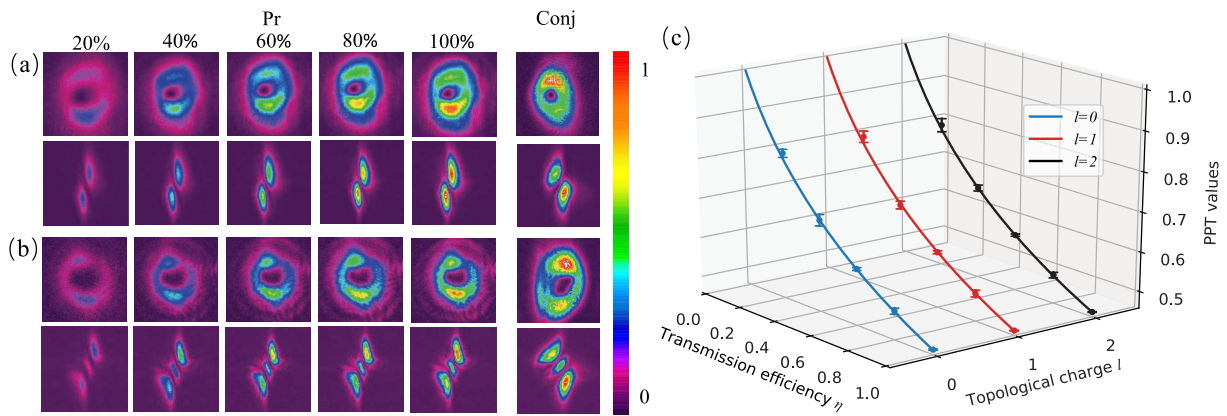 Pr
Conj
20% 40% 60% 80% 100%
(a)
(b)
1
0
(c)
l=0
l=1
l=2
1.0
0.9
0.8
0.7
0.6
0.5
PPT values
0.0
0.2
0.4
0.6
0.8
1.0
Transmission efficiency η
0
1
2
Topological charge l